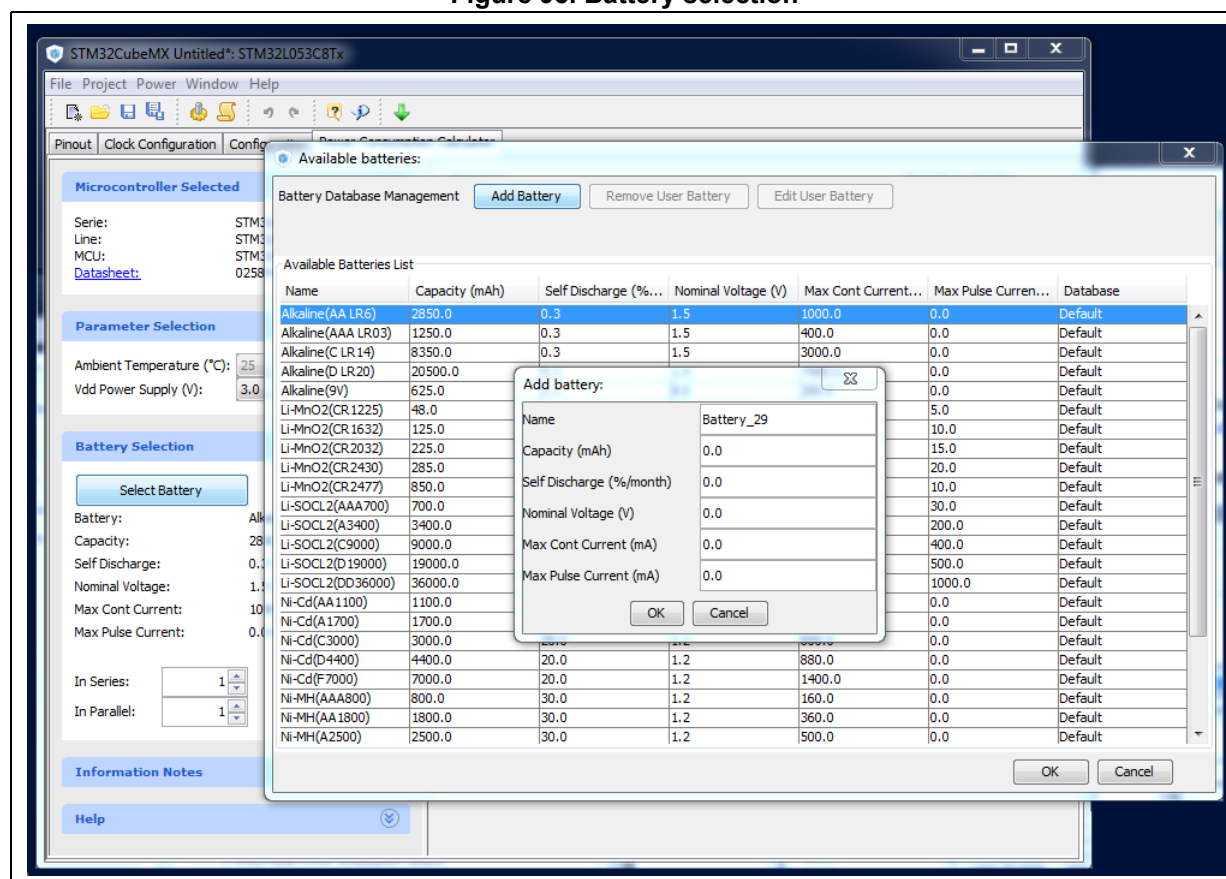 STM32CubeMX Untitled*: STM32L053C8Tx
File Project Power Window Help
Pinout Clock Configuration
Available batteries:
Microcontroller Selected
Battery Database Management Add Battery Remove User Battery Edit User Battery
Serie:
Line:
MCU:
Datasheet: 0258
Available Batteries List
Name Capacity (mAh) Self Discharge (%... Nominal Voltage (V) Max Cont Current... Max Pulse Curren... Database
Alkaline(AA LR6) 2850.0 0.3 1.5 1000.0 0.0 Default
Alkaline(AAA LR03) 1250.0 0.3 1.5 400.0 0.0 Default
Alkaline(C LR14) 8350.0 0.3 1.5 3000.0 0.0 Default
Alkaline(D LR20) 20500.0 0.0 Default
Alkaline(9V) 625.0 0.0 Default
Li-MnO2(CR1225) 48.0 5.0 Default
Li-MnO2(CR1632) 125.0 10.0 Default
Li-MnO2(CR2032) 225.0 15.0 Default
Li-MnO2(CR2430) 285.0 20.0 Default
Li-MnO2(CR2477) 850.0 10.0 Default
Li-SOCL2(AAA700) 700.0 30.0 Default
Li-SOCL2(A3400) 3400.0 200.0 Default
Li-SOCL2(C9000) 9000.0 400.0 Default
Li-SOCL2(D19000) 19000.0 500.0 Default
Li-SOCL2(DD36000) 36000.0 1000.0 Default
Ni-Cd(AA1100) 1100.0 0.0 Default
Ni-Cd(A1700) 1700.0 0.0 Default
Ni-Cd(C3000) 3000.0 0.0 Default
Ni-Cd(D4400) 4400.0 20.0 1.2 880.0 0.0 Default
Ni-Cd(F7000) 7000.0 20.0 1.2 1400.0 0.0 Default
Ni-MH(AAA800) 800.0 30.0 1.2 160.0 0.0 Default
Ni-MH(AA1800) 1800.0 30.0 1.2 360.0 0.0 Default
Ni-MH(A2500) 2500.0 30.0 1.2 500.0 0.0 Default
Add battery:
Name Battery_29
Capacity (mAh) 0.0
Self Discharge (%/month) 0.0
Nominal Voltage (V) 0.0
Max Cont Current (mA) 0.0
Max Pulse Current (mA) 0.0
OK Cancel
Parameter Selection
Ambient Temperature (°C): 25
Vdd Power Supply (V): 3.0
Battery Selection
Select Battery
Battery:
Capacity:
Self Discharge:
Nominal Voltage:
Max Cont Current:
Max Pulse Current:
In Series: 1
In Parallel: 1
Information Notes
OK Cancel
Help